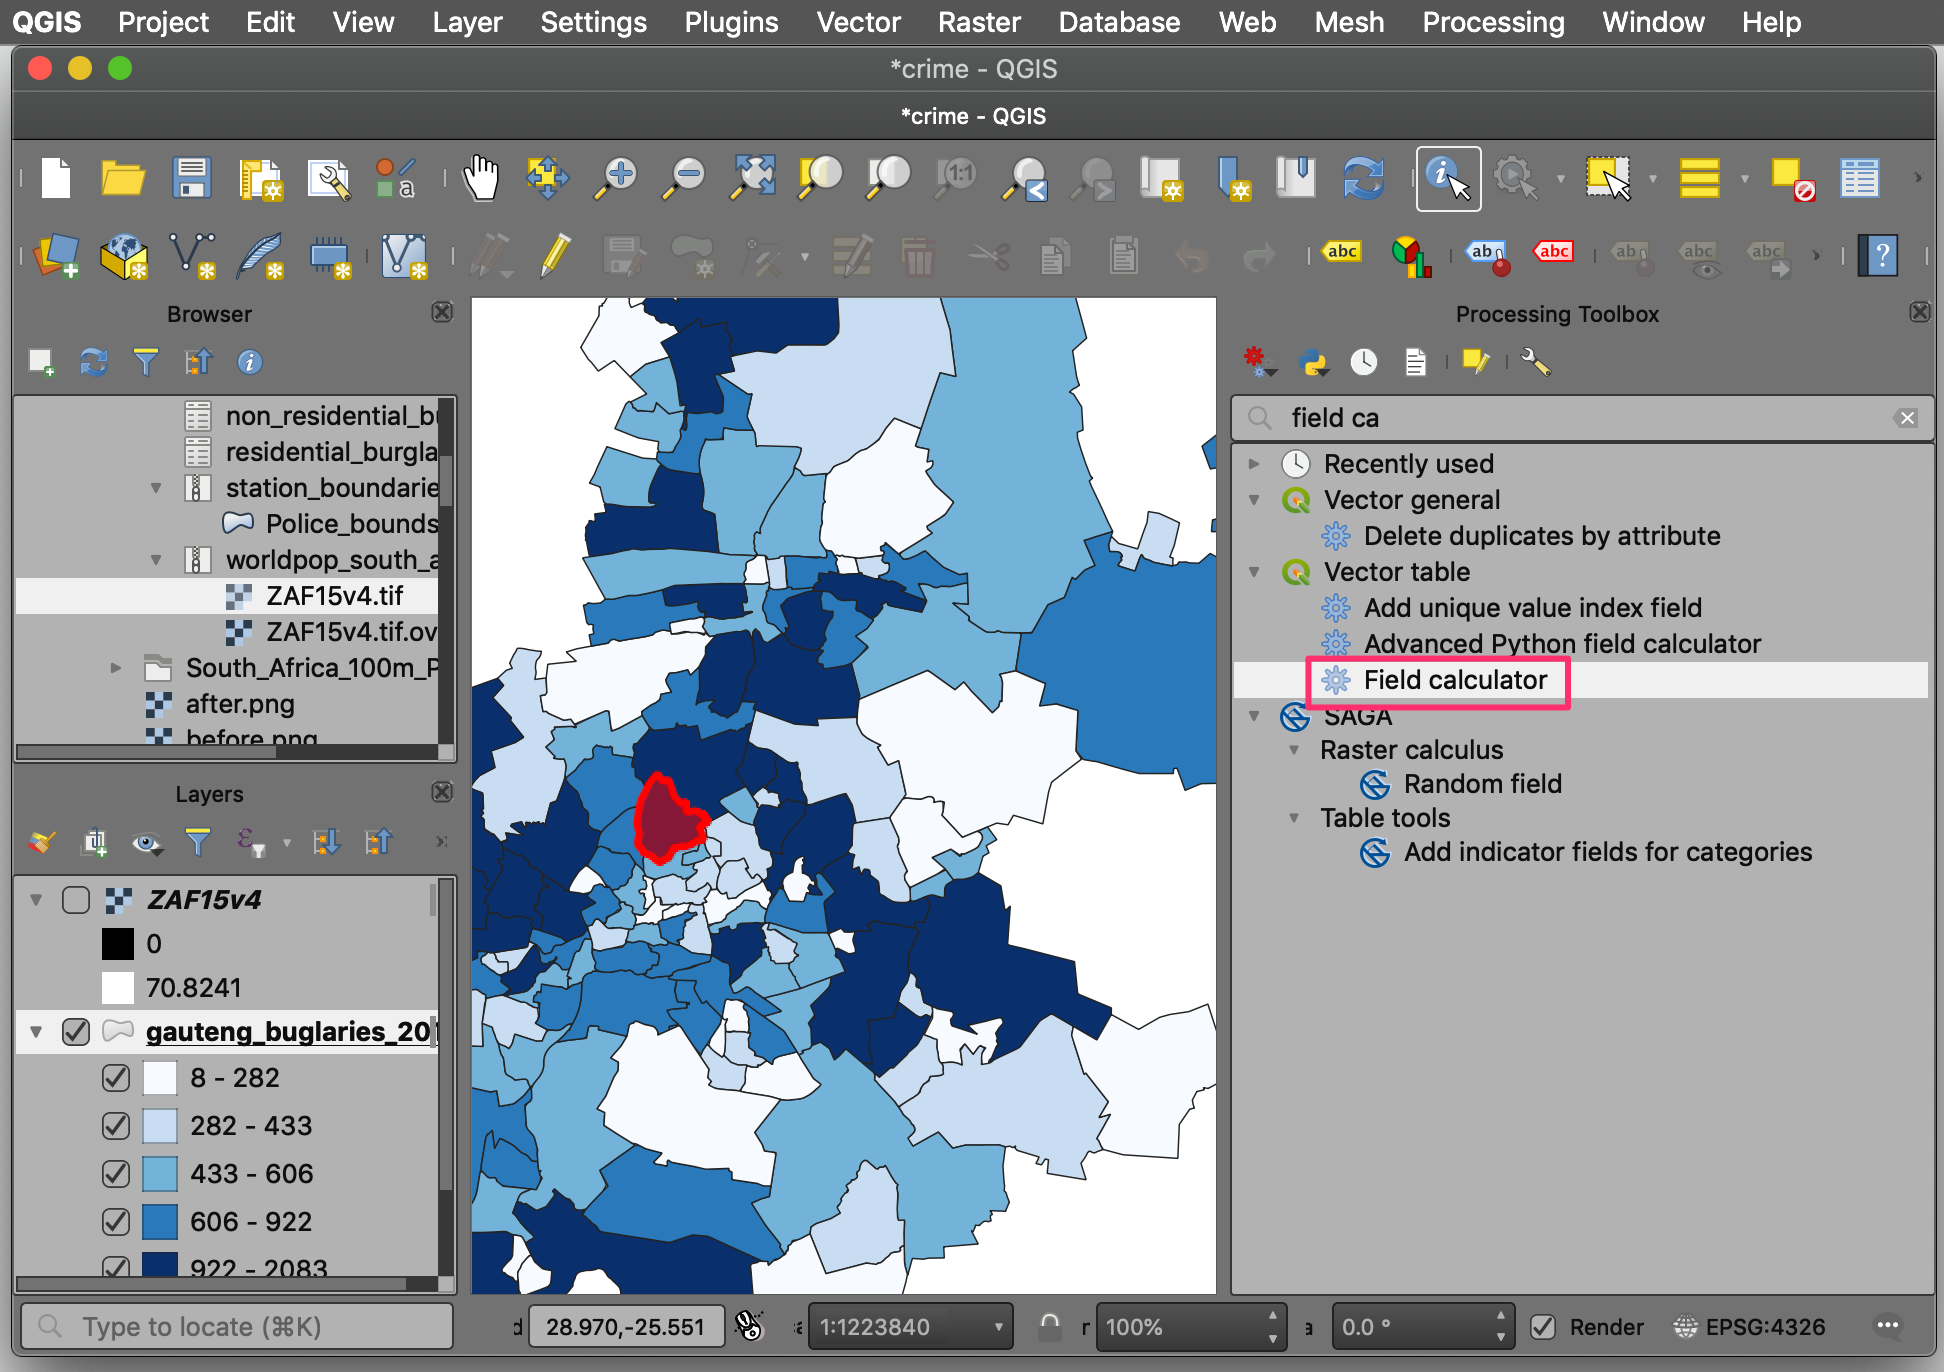 QGIS Project Edit View Layer Settings Plugins Vector Raster Database Web Mesh Processing Window Help
*crime - QGIS
*crime - QGIS
a
1:1
abc
ab
abc
ab
abc
abc
?
Browser
non_residential_bu
residential_burgla
station_boundarie
Police_bounds
worldpop_south_a
ZAF15v4.tif
ZAF15v4.tif.ov
South_Africa_100m_P
after.png
before.png
Layers
ZAF15v4
0
70.8241
gauteng_buglaries_201
8 - 282
282 - 433
433 - 606
606 - 922
922 - 2083
Processing Toolbox
field ca
Recently used
Vector general
Delete duplicates by attribute
Vector table
Add unique value index field
Advanced Python field calculator
Field calculator
SAGA
Raster calculus
Random field
Table tools
Add indicator fields for categories
Type to locate (⌘K)
28.970,-25.551
1:1223840
r
100%
a
0.0 °
Render
EPSG:4326